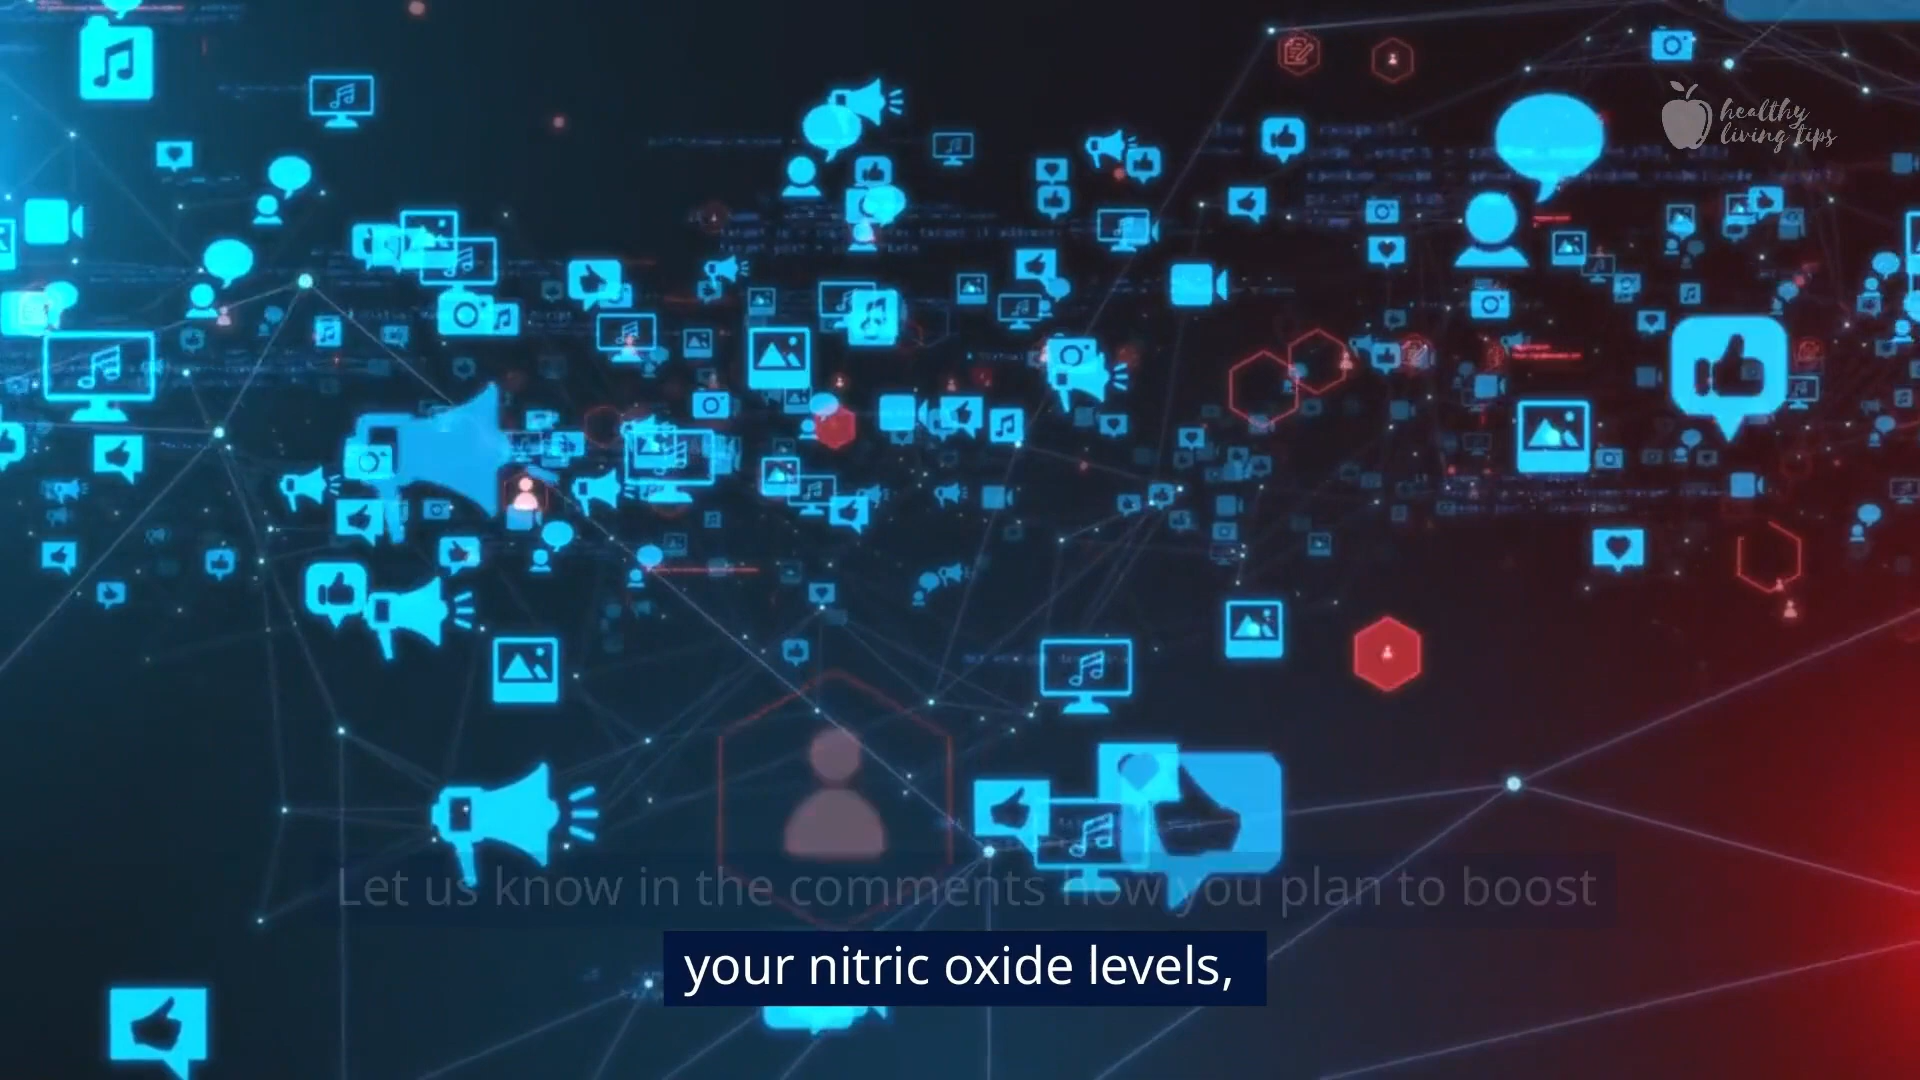 healthy
living tips
Let us know in the comments how you plan to boost
your nitric oxide levels,